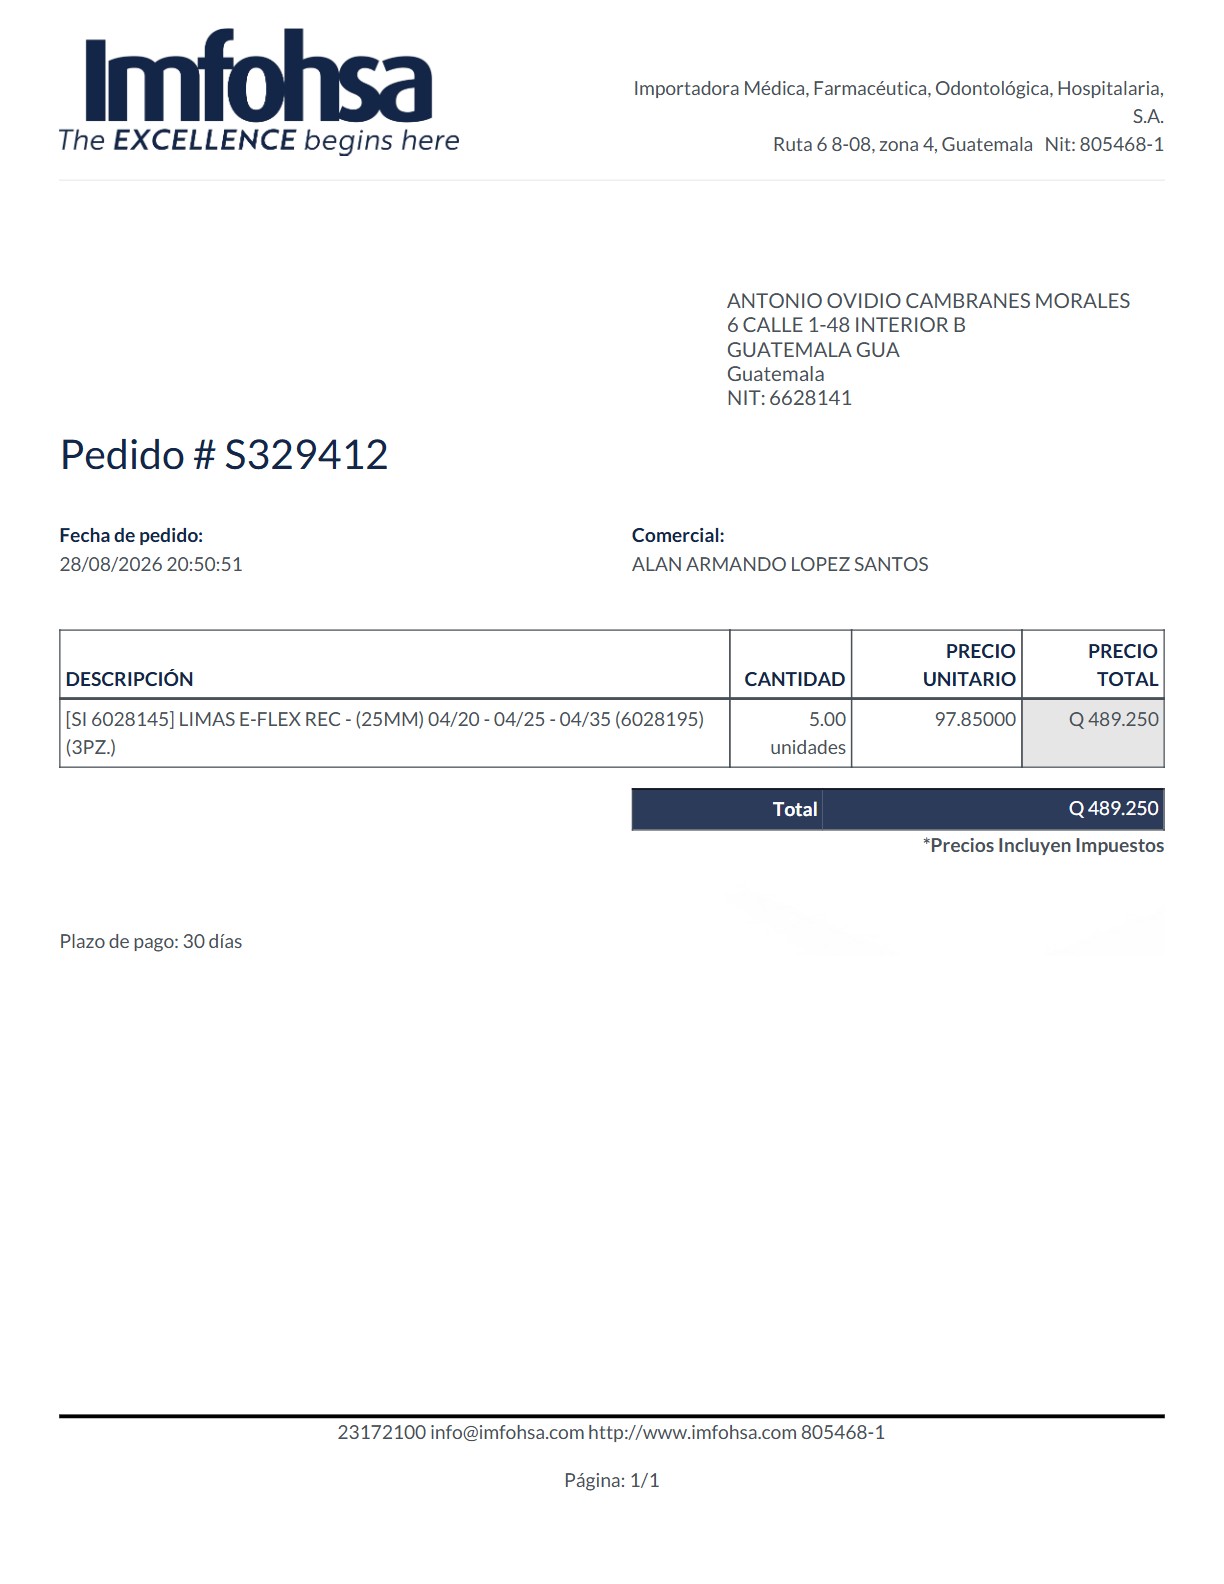 Imfohsa
The EXCELLENCE begins here
Importadora Médica, Farmacéutica, Odontológica, Hospitalaria,
S.A.
Ruta 6 8-08, zona 4, Guatemala Nit: 805468-1
ANTONIO OVIDIO CAMBRANES MORALES
6 CALLE 1-48 INTERIOR B
GUATEMALA GUA
Guatemala
NIT: 6628141
Pedido # S329412
Fecha de pedido:
28/08/2026 20:50:51
Comercial:
ALAN ARMANDO LOPEZ SANTOS
DESCRIPCIÓN CANTIDAD PRECIO UNITARIO PRECIO TOTAL
[SI 6028145] LIMAS E-FLEX REC - (25MM) 04/20 - 04/25 - 04/35 (6028195) 5.00 97.85000 Q 489.250
(3PZ.) unidades
Total Q 489.250
*Precios Incluyen Impuestos
Plazo de pago: 30 días
23172100 info@imfohsa.com http://www.imfohsa.com 805468-1
Página: 1/1